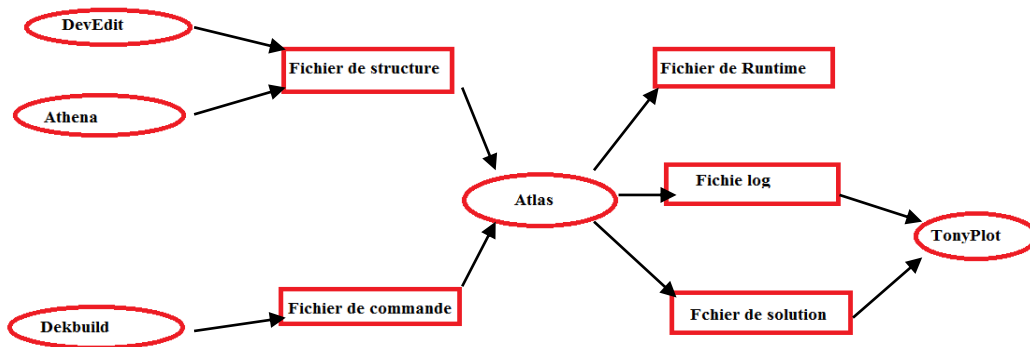 DevEdit
Fichier de structure
Fichier de Runtime
Athena
Fichie log
Atlas
TonyPlot
Fichier de commande
Fchier de solution
Dekbuild